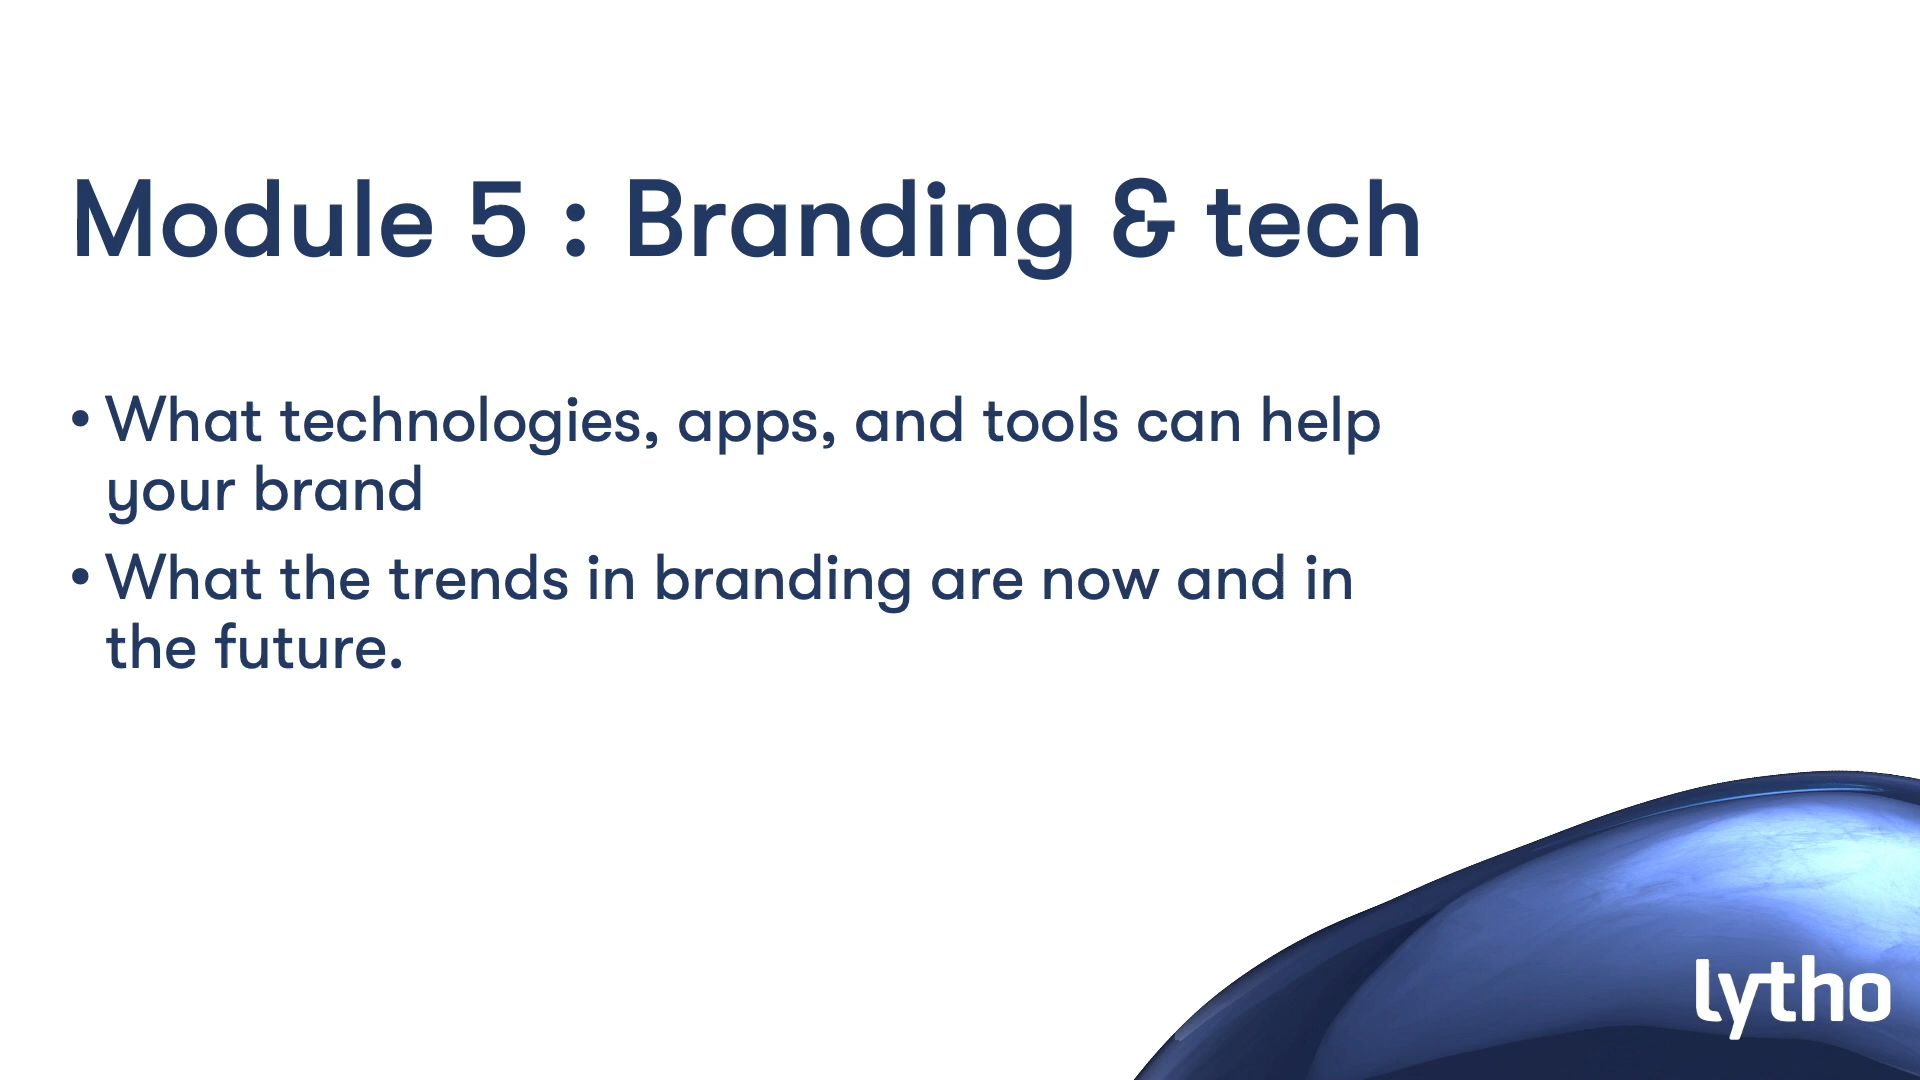 Module 5 : Branding & tech
• What technologies, apps, and tools can help
your brand
• What the trends in branding are now and in
the future.
lytho